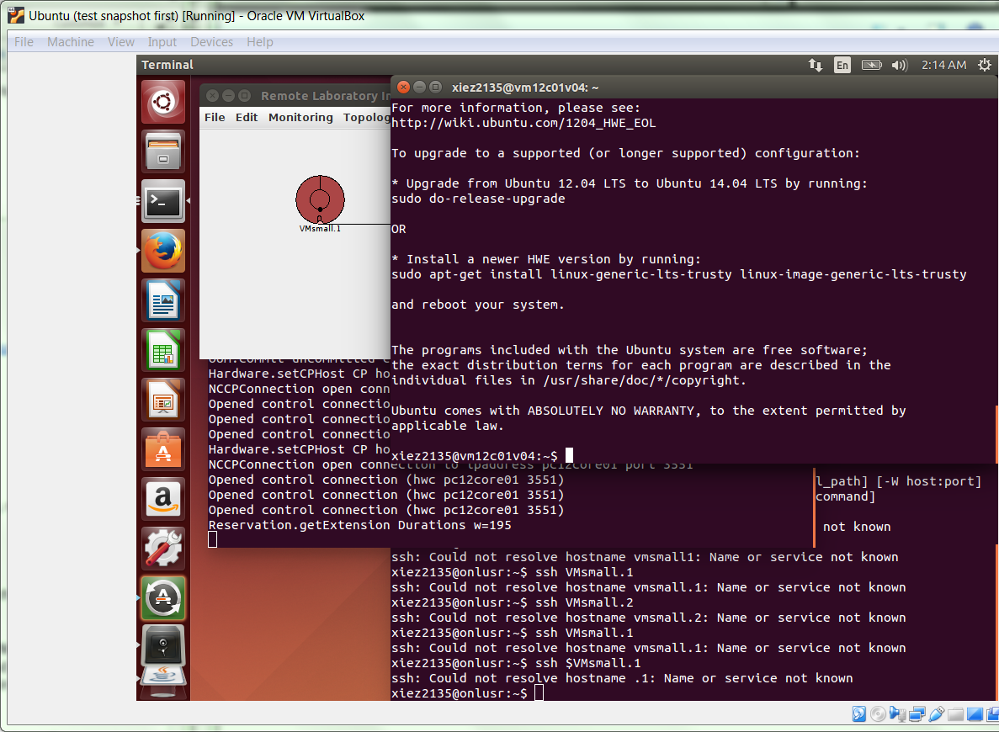 Ubuntu (test snapshot first) [Running] - Oracle VM VirtualBox
File Machine View Input Devices Help
Terminal
En
2:14 AM
Remote Laboratory In
File Edit Monitoring Topolog
VMsmall.1
xiez2135@vm12c01v04: ~
For more information, please see:
http://wiki.ubuntu.com/1204_HWE_EOL
To upgrade to a supported (or longer supported) configuration:
* Upgrade from Ubuntu 12.04 LTS to Ubuntu 14.04 LTS by running:
sudo do-release-upgrade
OR
* Install a newer HWE version by running:
sudo apt-get install linux-generic-lts-trusty linux-image-generic-lts-trusty
and reboot your system.
The programs included with the Ubuntu system are free software;
the exact distribution terms for each program are described in the
individual files in /usr/share/doc/*/copyright.
Ubuntu comes with ABSOLUTELY NO WARRANTY, to the extent permitted by
applicable law.
xiez2135@vm12c01v04:~$
Hardware.setCPHost CP ho
NCCPConnection open conn
Opened control connectio
Opened control connectio
Opened control connectio
Hardware.setCPHost CP ho
NCCPConnection open connection to ipaddress pc12core01 port 3551
Opened control connection (hwc pc12core01 3551)
Opened control connection (hwc pc12core01 3551)
Opened control connection (hwc pc12core01 3551)
Reservation.getExtension Durations w=195
l_path] [-W host:port]
command]
not known
ssh: Could not resolve hostname vmsmall1: Name or service not known
xiez2135@onlusr:~$ ssh VMsmall.1
ssh: Could not resolve hostname vmsmall.1: Name or service not known
xiez2135@onlusr:~$ ssh VMsmall.2
ssh: Could not resolve hostname vmsmall.2: Name or service not known
xiez2135@onlusr:~$ ssh VMsmall.1
ssh: Could not resolve hostname vmsmall.1: Name or service not known
xiez2135@onlusr:~$ ssh $VMsmall.1
ssh: Could not resolve hostname .1: Name or service not known
xiez2135@onlusr:~$